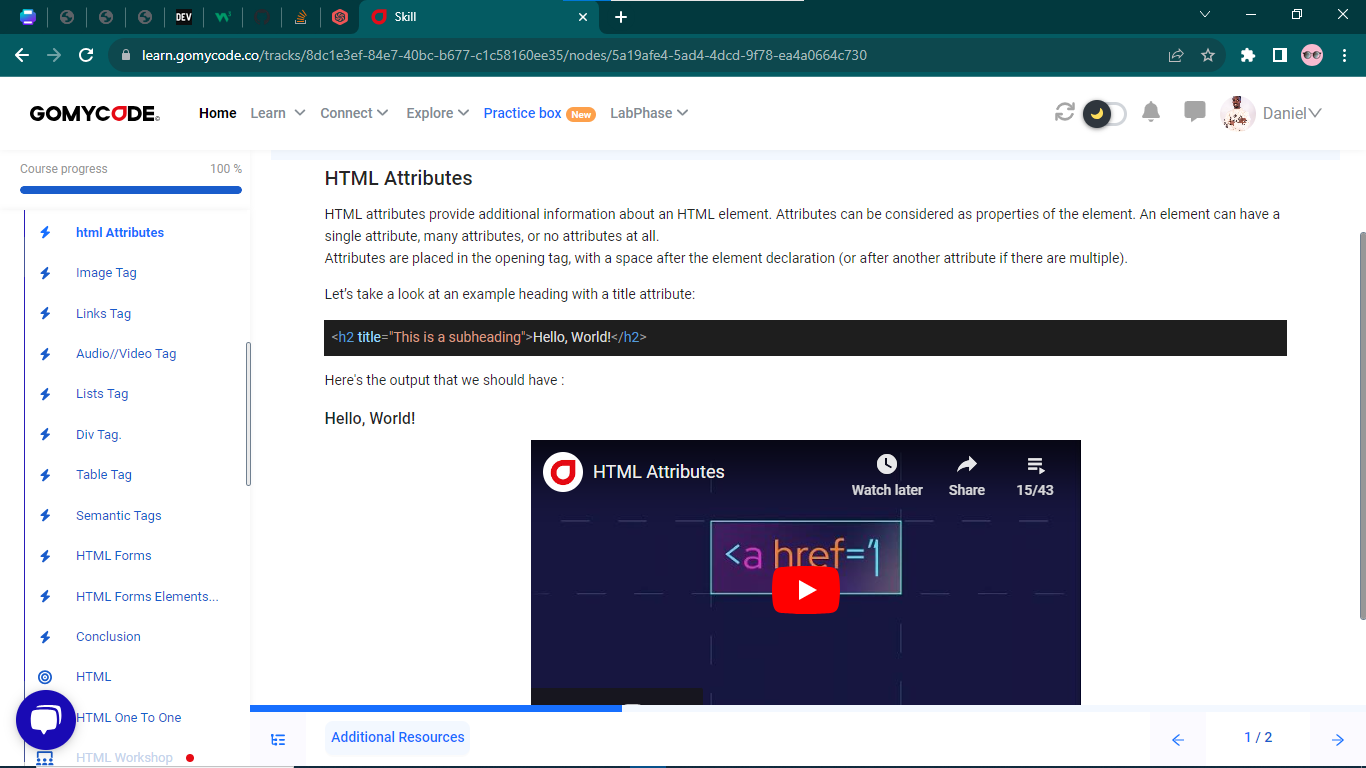 DEV
Skill
learn.gomycode.co/tracks/8dc1e3ef-84e7-40bc-b677-c1c58160ee35/nodes/5a19afe4-5ad4-4dcd-9f78-ea4a0664c730
GOMYCODE
Home Learn Connect Explore Practice box New LabPhase Daniel
Course progress 100 %
html Attributes
Image Tag
Links Tag
Audio//Video Tag
Lists Tag
Div Tag.
Table Tag
Semantic Tags
HTML Forms
HTML Forms Elements...
Conclusion
HTML
HTML One To One
HTML Workshop
HTML Attributes
HTML attributes provide additional information about an HTML element. Attributes can be considered as properties of the element. An element can have a
single attribute, many attributes, or no attributes at all.
Attributes are placed in the opening tag, with a space after the element declaration (or after another attribute if there are multiple).
Let’s take a look at an example heading with a title attribute:
<h2 title="This is a subheading">Hello, World!</h2>
Here's the output that we should have :
Hello, World!
HTML Attributes
Watch later Share 15/43
<a href="
Additional Resources
1 / 2